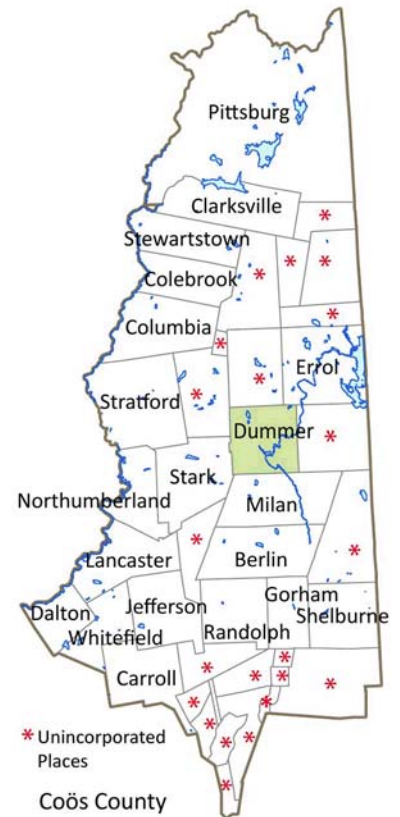 Pittsburg
Clarksville
*
Stewartstown
* *
*
Colebrook
*
Columbia
*
Errol
*
*
Stratford
Dummer
*
Stark
Northumberland
Milan
*
*
Lancaster
Berlin
Gorham
Jefferson
Dalton
Shelburne
Whitefield
Randolph
*
*
Carroll
* *
*
*
*
*
* Unincorporated
Places
* *
*
Coös County